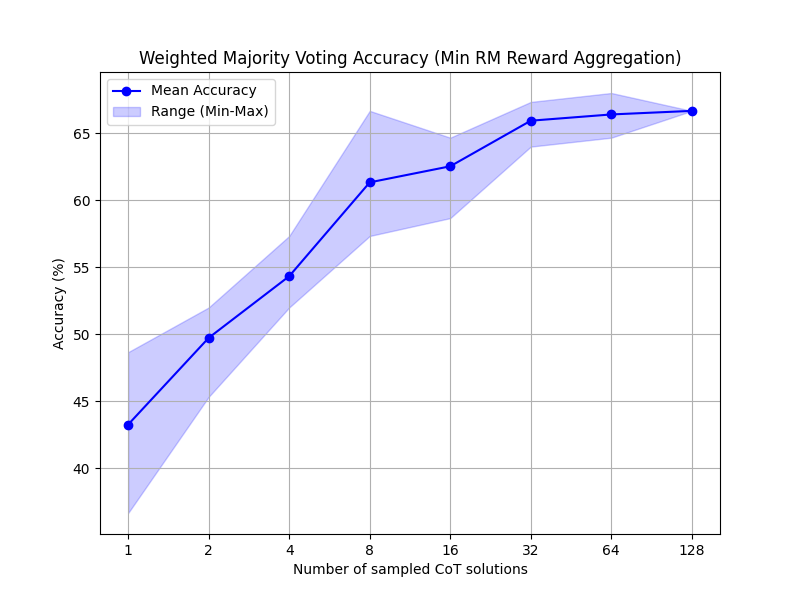 Weighted Majority Voting Accuracy (Min RM Reward Aggregation)
Mean Accuracy
Range (Min-Max)
Accuracy (%)
65
60
55
50
45
40
1 2 4 8 16 32 64 128
Number of sampled CoT solutions